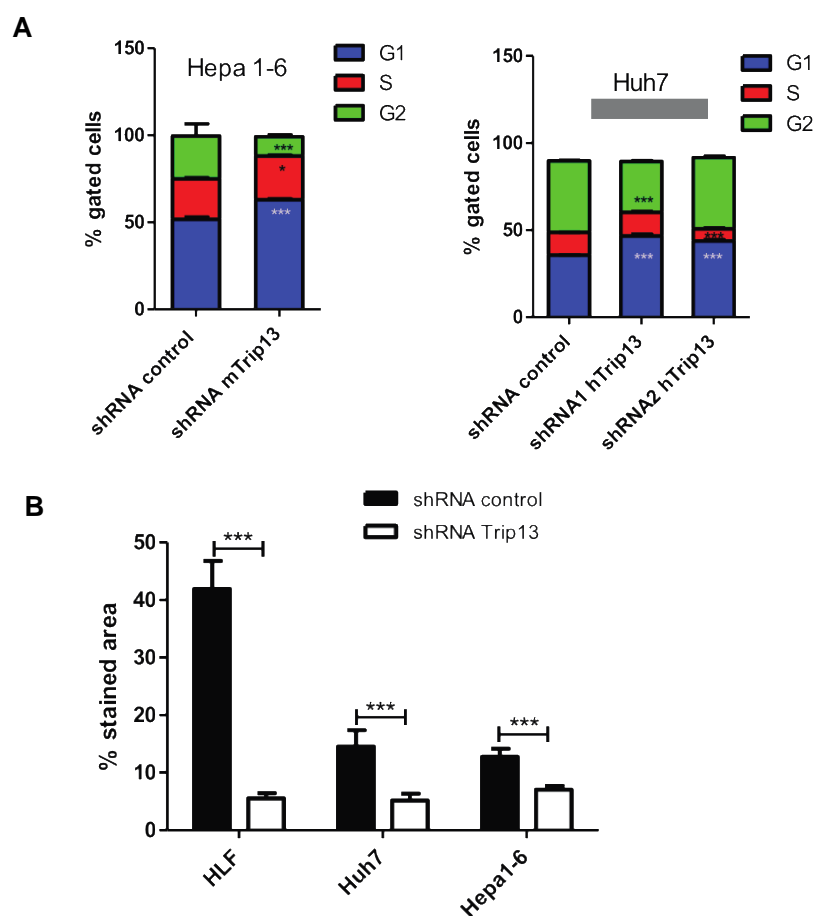 A
150
100
50
0
% gated cells
Hepa 1-6
G1
S
G2
***
*
***
shRNA control
shRNA mTrip13
150
100
50
0
% gated cells
Huh7
G1
S
G2
***
***
***
***
shRNA control
shRNA1 hTrip13
shRNA2 hTrip13
B
shRNA control
shRNA Trip13
50
40
30
20
10
0
% stained area
***
***
***
HLF
Huh7
Hepa1-6